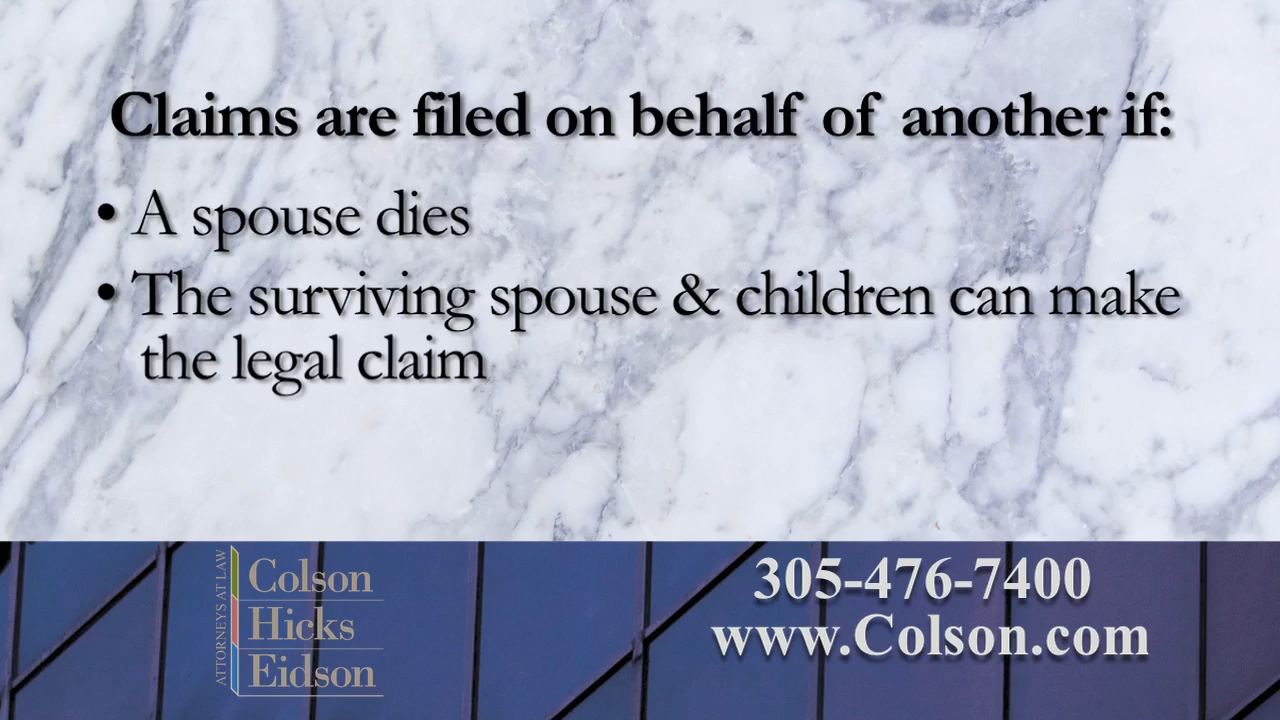 Claims are filed on behalf of another if:
• A spouse dies
• The surviving spouse & children can make
the legal claim
ATTORNEYS AT LAW
Colson
Hicks
Eidson
305-476-7400
www.Colson.com